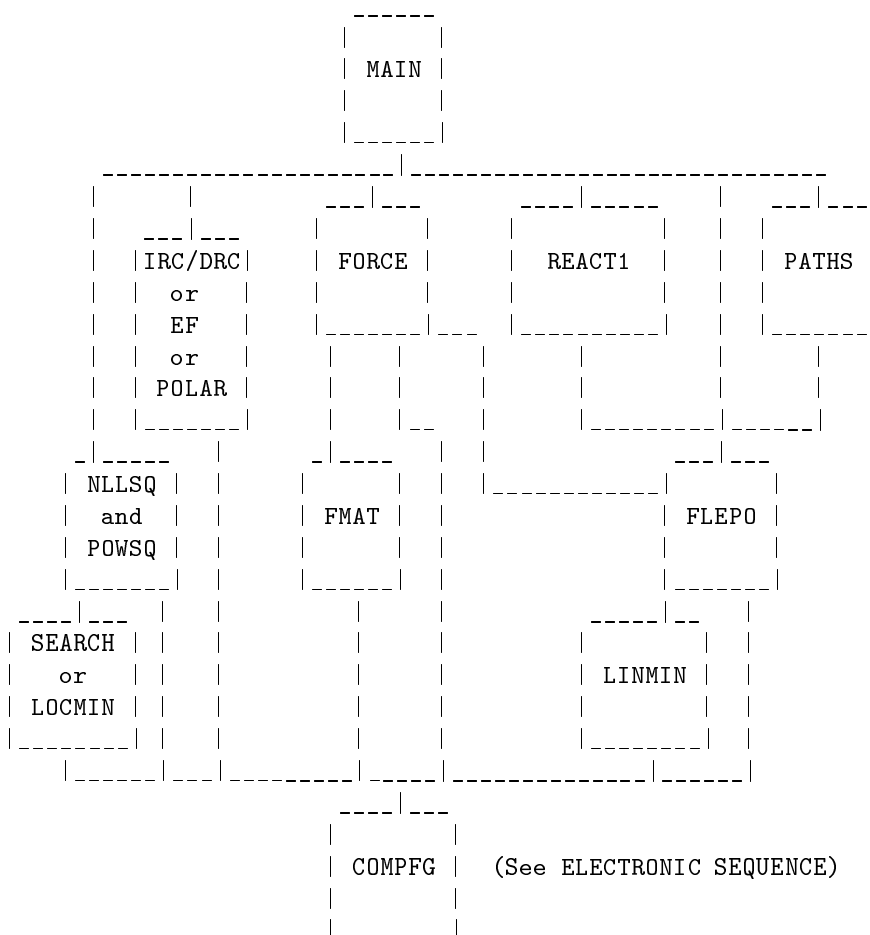 MAIN
IRC/DRC
or
EF
or
POLAR
FORCE
REACT1
PATHS
NLLSQ
and
POWSQ
FMAT
FLEPO
SEARCH
or
LOCMIN
LINMIN
COMPFG (See ELECTRONIC SEQUENCE)